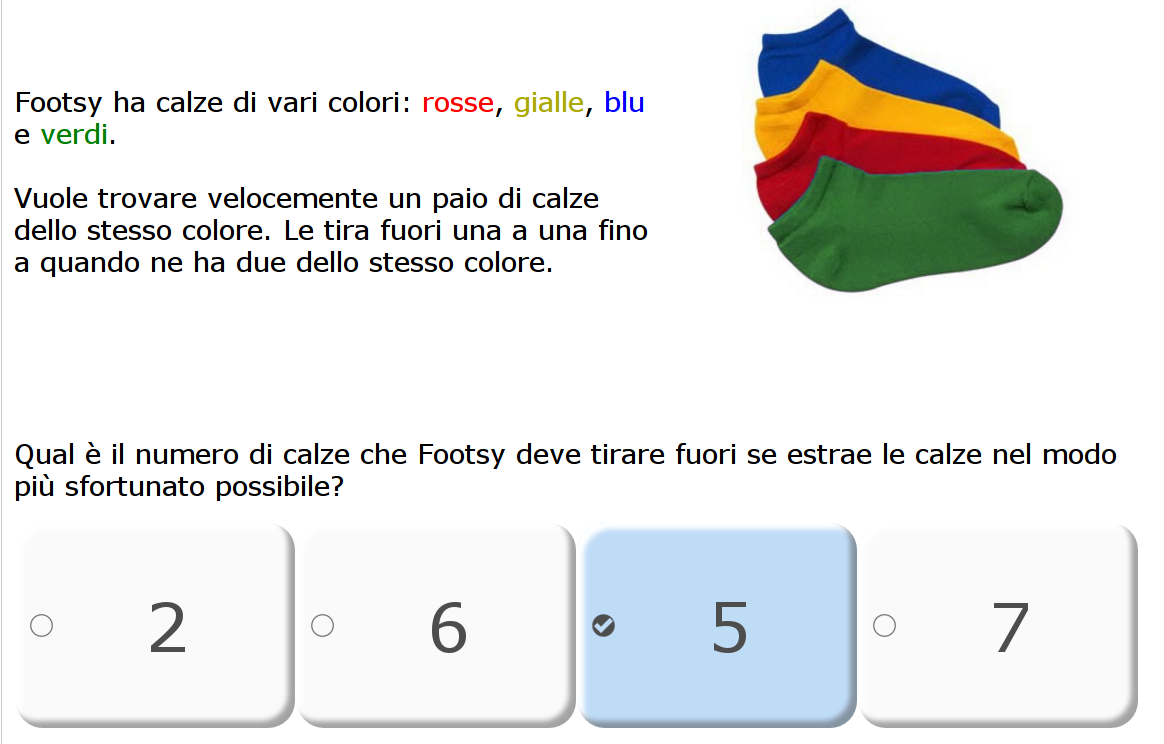 Footsy ha calze di vari colori: rosse, gialle, blu
e verdi.
Vuole trovare velocemente un paio di calze
dello stesso colore. Le tira fuori una a una fino
a quando ne ha due dello stesso colore.
Qual è il numero di calze che Footsy deve tirare fuori se estrae le calze nel modo
più sfortunato possibile?
2
6
5
7